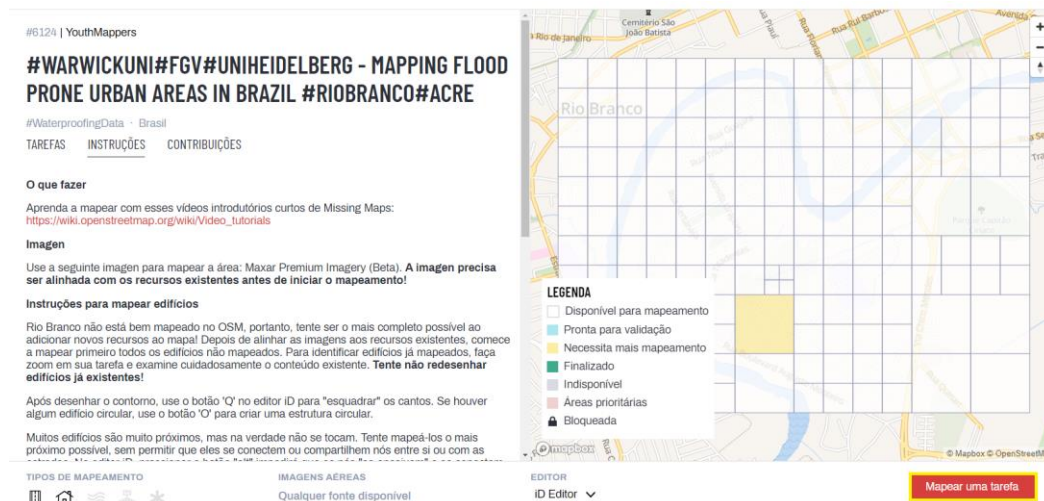 #6124 | YouthMappers
#WARWICKUNI#FGV#UNIHEIDELBERG - MAPPING FLOOD
PRONE URBAN AREAS IN BRAZIL #RIOBRANCO#ACRE
#WaterproofingData · Brasil
TAREFAS INSTRUÇÕES CONTRIBUIÇÕES
O que fazer
Aprenda a mapear com esses vídeos introdutórios curtos de Missing Maps:
https://wiki.openstreetmap.org/wiki/Video_tutorials
Imagen
Use a seguinte imagen para mapear a área: Maxar Premium Imagery (Beta). A imagen precisa
ser alinhada com os recursos existentes antes de iniciar o mapeamento!
Instruções para mapear edifícios
Rio Branco não está bem mapeado no OSM, portanto, tente ser o mais completo possível ao
adicionar novos recursos ao mapa! Depois de alinhar as imagens aos recursos existentes, comece
a mapear primeiro todos os edifícios não mapeados. Para identificar edifícios já mapeados, faça
zoom em sua tarefa e examine cuidadosamente o conteúdo existente. Tente não redesenhar
edifícios já existentes!
Após desenhar o contorno, use o botão 'Q' no editor iD para "esquadrar" os cantos. Se houver
algum edifício circular, use o botão 'O' para criar uma estrutura circular.
Muitos edifícios são muito próximos, mas na verdade não se tocam. Tente mapeá-los o mais
próximo possível, sem permitir que eles se conectem ou compartilhem nós entre si ou com as
TIPOS DE MAPEAMENTO
IMAGENS AÉREAS
Qualquer fonte disponível
EDITOR
iD Editor
Mapear uma tarefa
Cemitério São
João Batista
Rio de Janeiro
Rua Piauí
Rua Rui Barbo
Avenida
Rio Branco
LEGENDA
Disponível para mapeamento
Pronta para validação
Necessita mais mapeamento
Finalizado
Indisponível
Áreas prioritárias
Bloqueada
mapbox
© Mapbox © OpenStreetM